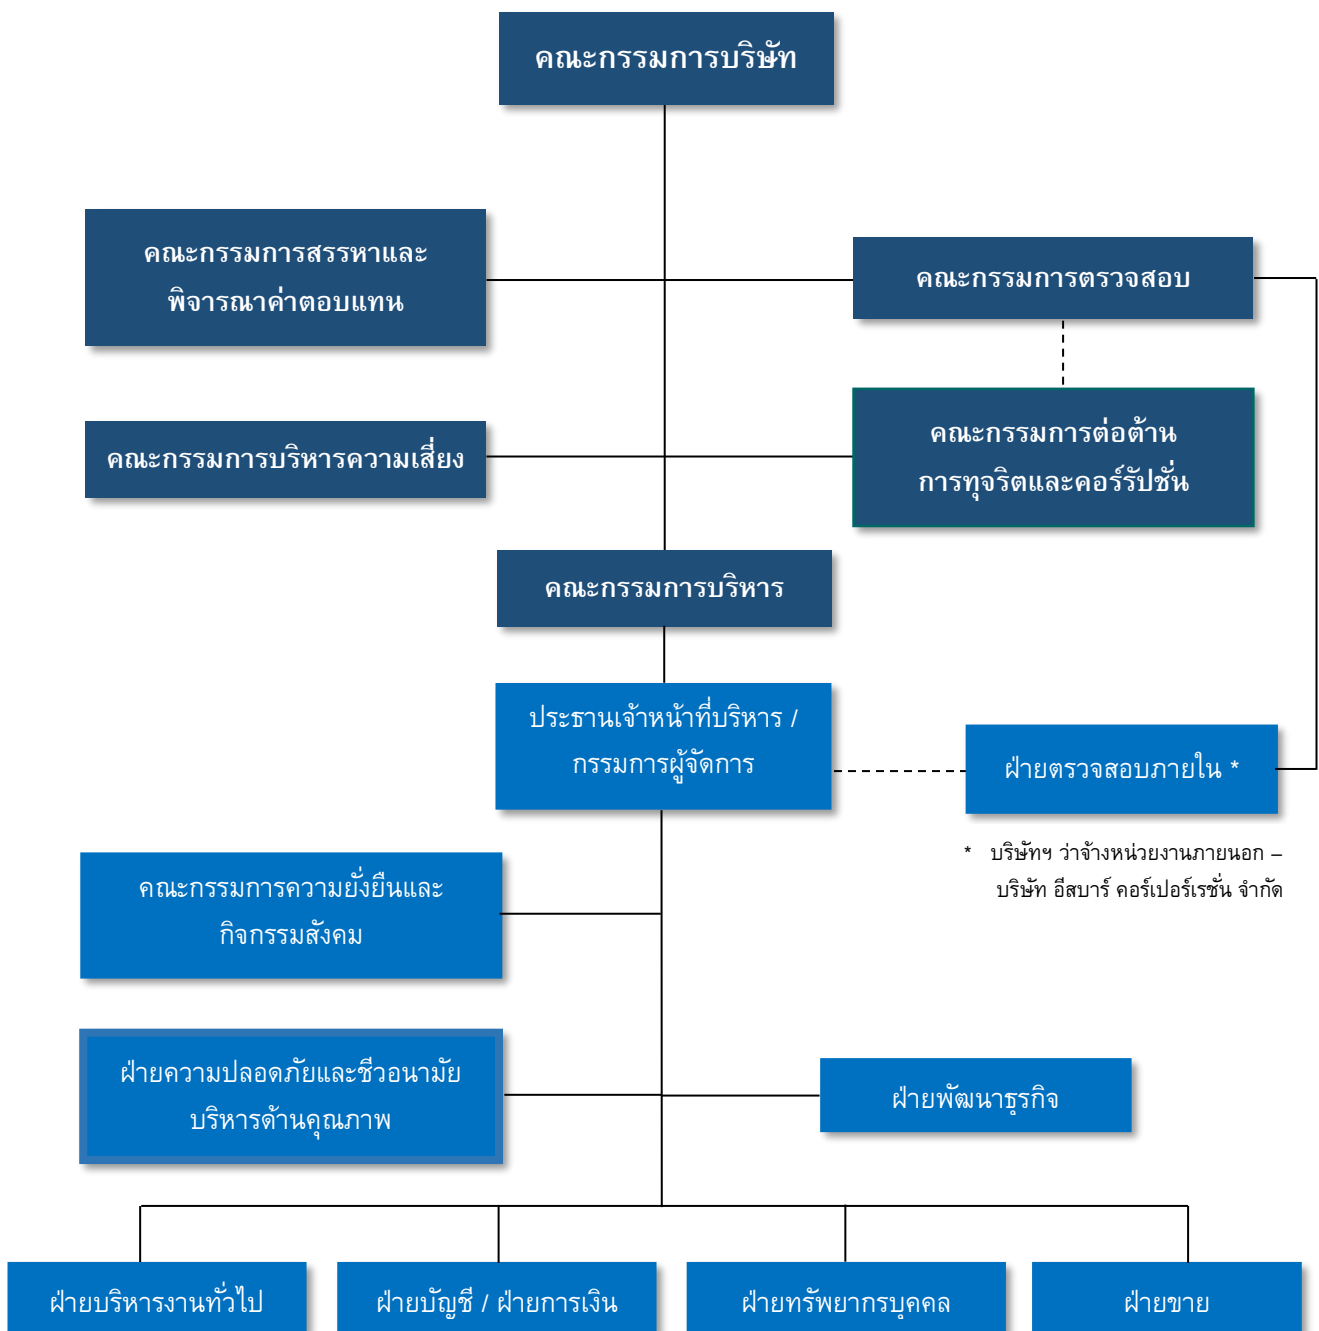 คณะกรรมการบริษัท
คณะกรรมการสรรหาและ
พิจารณาค่าตอบแทน
คณะกรรมการตรวจสอบ
คณะกรรมการบริหารความเสี่ยง
คณะกรรมการต่อต้าน
การทุจริตและคอร์รัปชั่น
คณะกรรมการบริหาร
ประธานเจ้าหน้าที่บริหาร /
กรรมการผู้จัดการ
ฝ่ายตรวจสอบภายใน *
* บริษัทฯ ว่าจ้างหน่วยงานภายนอก –
บริษัท อีสบาร์ คอร์เปอร์เรชั่น จำกัด
คณะกรรมการความยั่งยืนและ
กิจกรรมสังคม
ฝ่ายความปลอดภัยและชีวอนามัย
บริหารด้านคุณภาพ
ฝ่ายพัฒนาธุรกิจ
ฝ่ายบริหารงานทั่วไป
ฝ่ายบัญชี / ฝ่ายการเงิน
ฝ่ายทรัพยากรบุคคล
ฝ่ายขาย